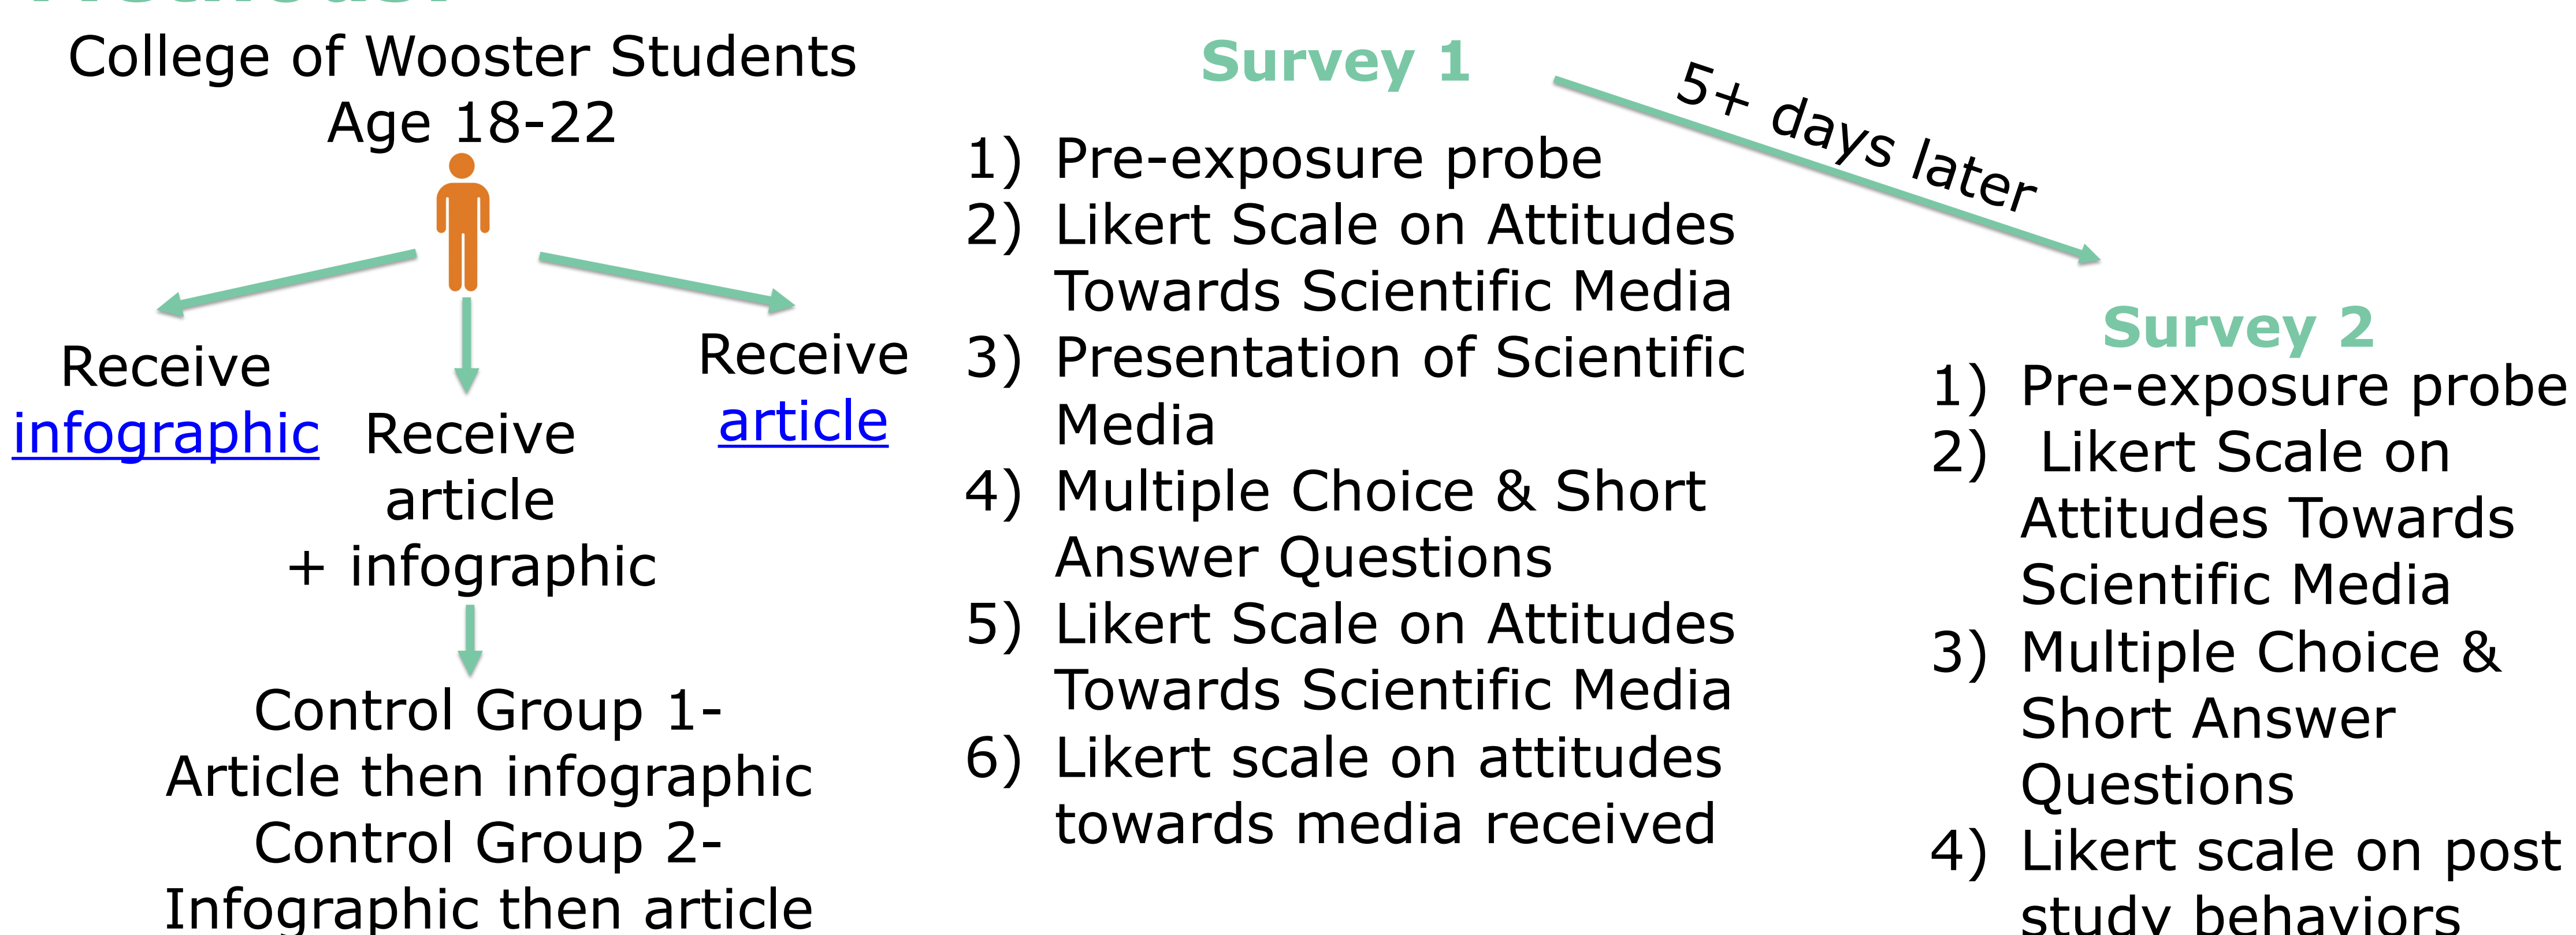 College of Wooster Students
Age 18-22
Receive
infographic
Receive
article
+ infographic
Receive
article
Control Group 1-
Article then infographic
Control Group 2-
Infographic then article
Survey 1
1) Pre-exposure probe
2) Likert Scale on Attitudes
Towards Scientific Media
3) Presentation of Scientific
Media
4) Multiple Choice & Short
Answer Questions
5) Likert Scale on Attitudes
Towards Scientific Media
6) Likert scale on attitudes
towards media received
5+ days later
Survey 2
1) Pre-exposure probe
2) Likert Scale on
Attitudes Towards
Scientific Media
3) Multiple Choice &
Short Answer
Questions
4) Likert scale on post
study behaviors